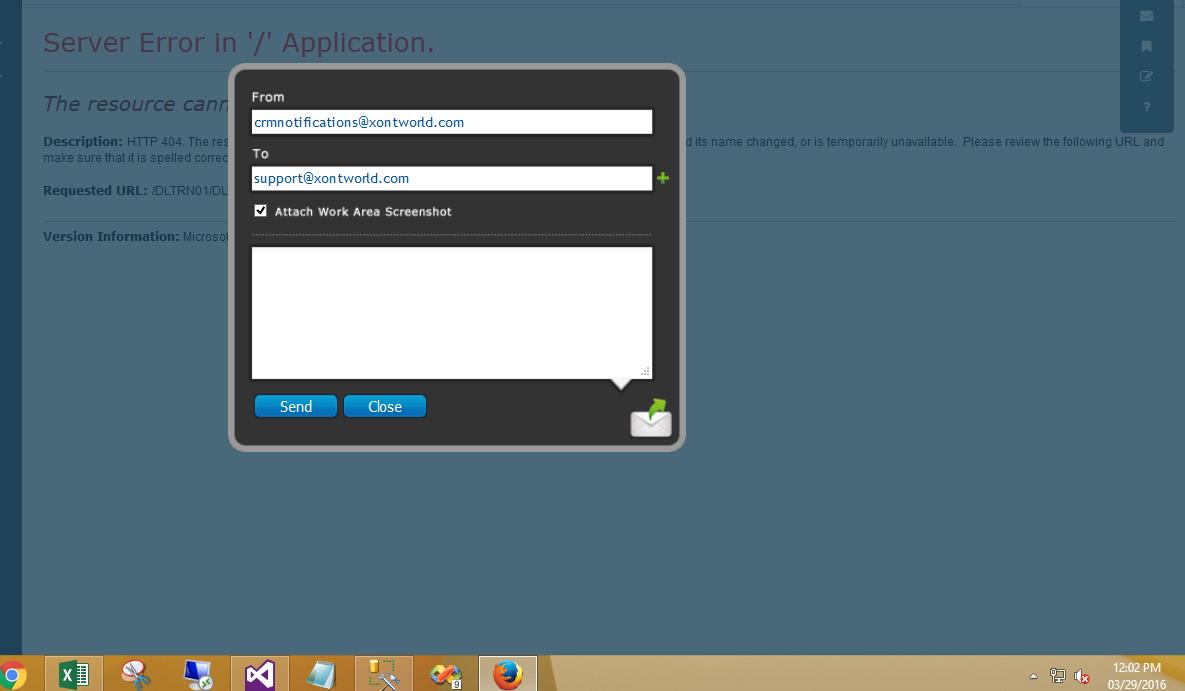 Server Error in '/' Application.
The resource cann
Description: HTTP 404. The res
d its name changed, or is temporarily unavailable.  Please review the following URL and
make sure that it is spelled correc
Requested URL: /DLTRN01/DL
Version Information: Microsof
From
crmnotifications@xontworld.com
To
support@xontworld.com
Attach Work Area Screenshot
Send
Close
?
9
12:02 PM
03/29/2016